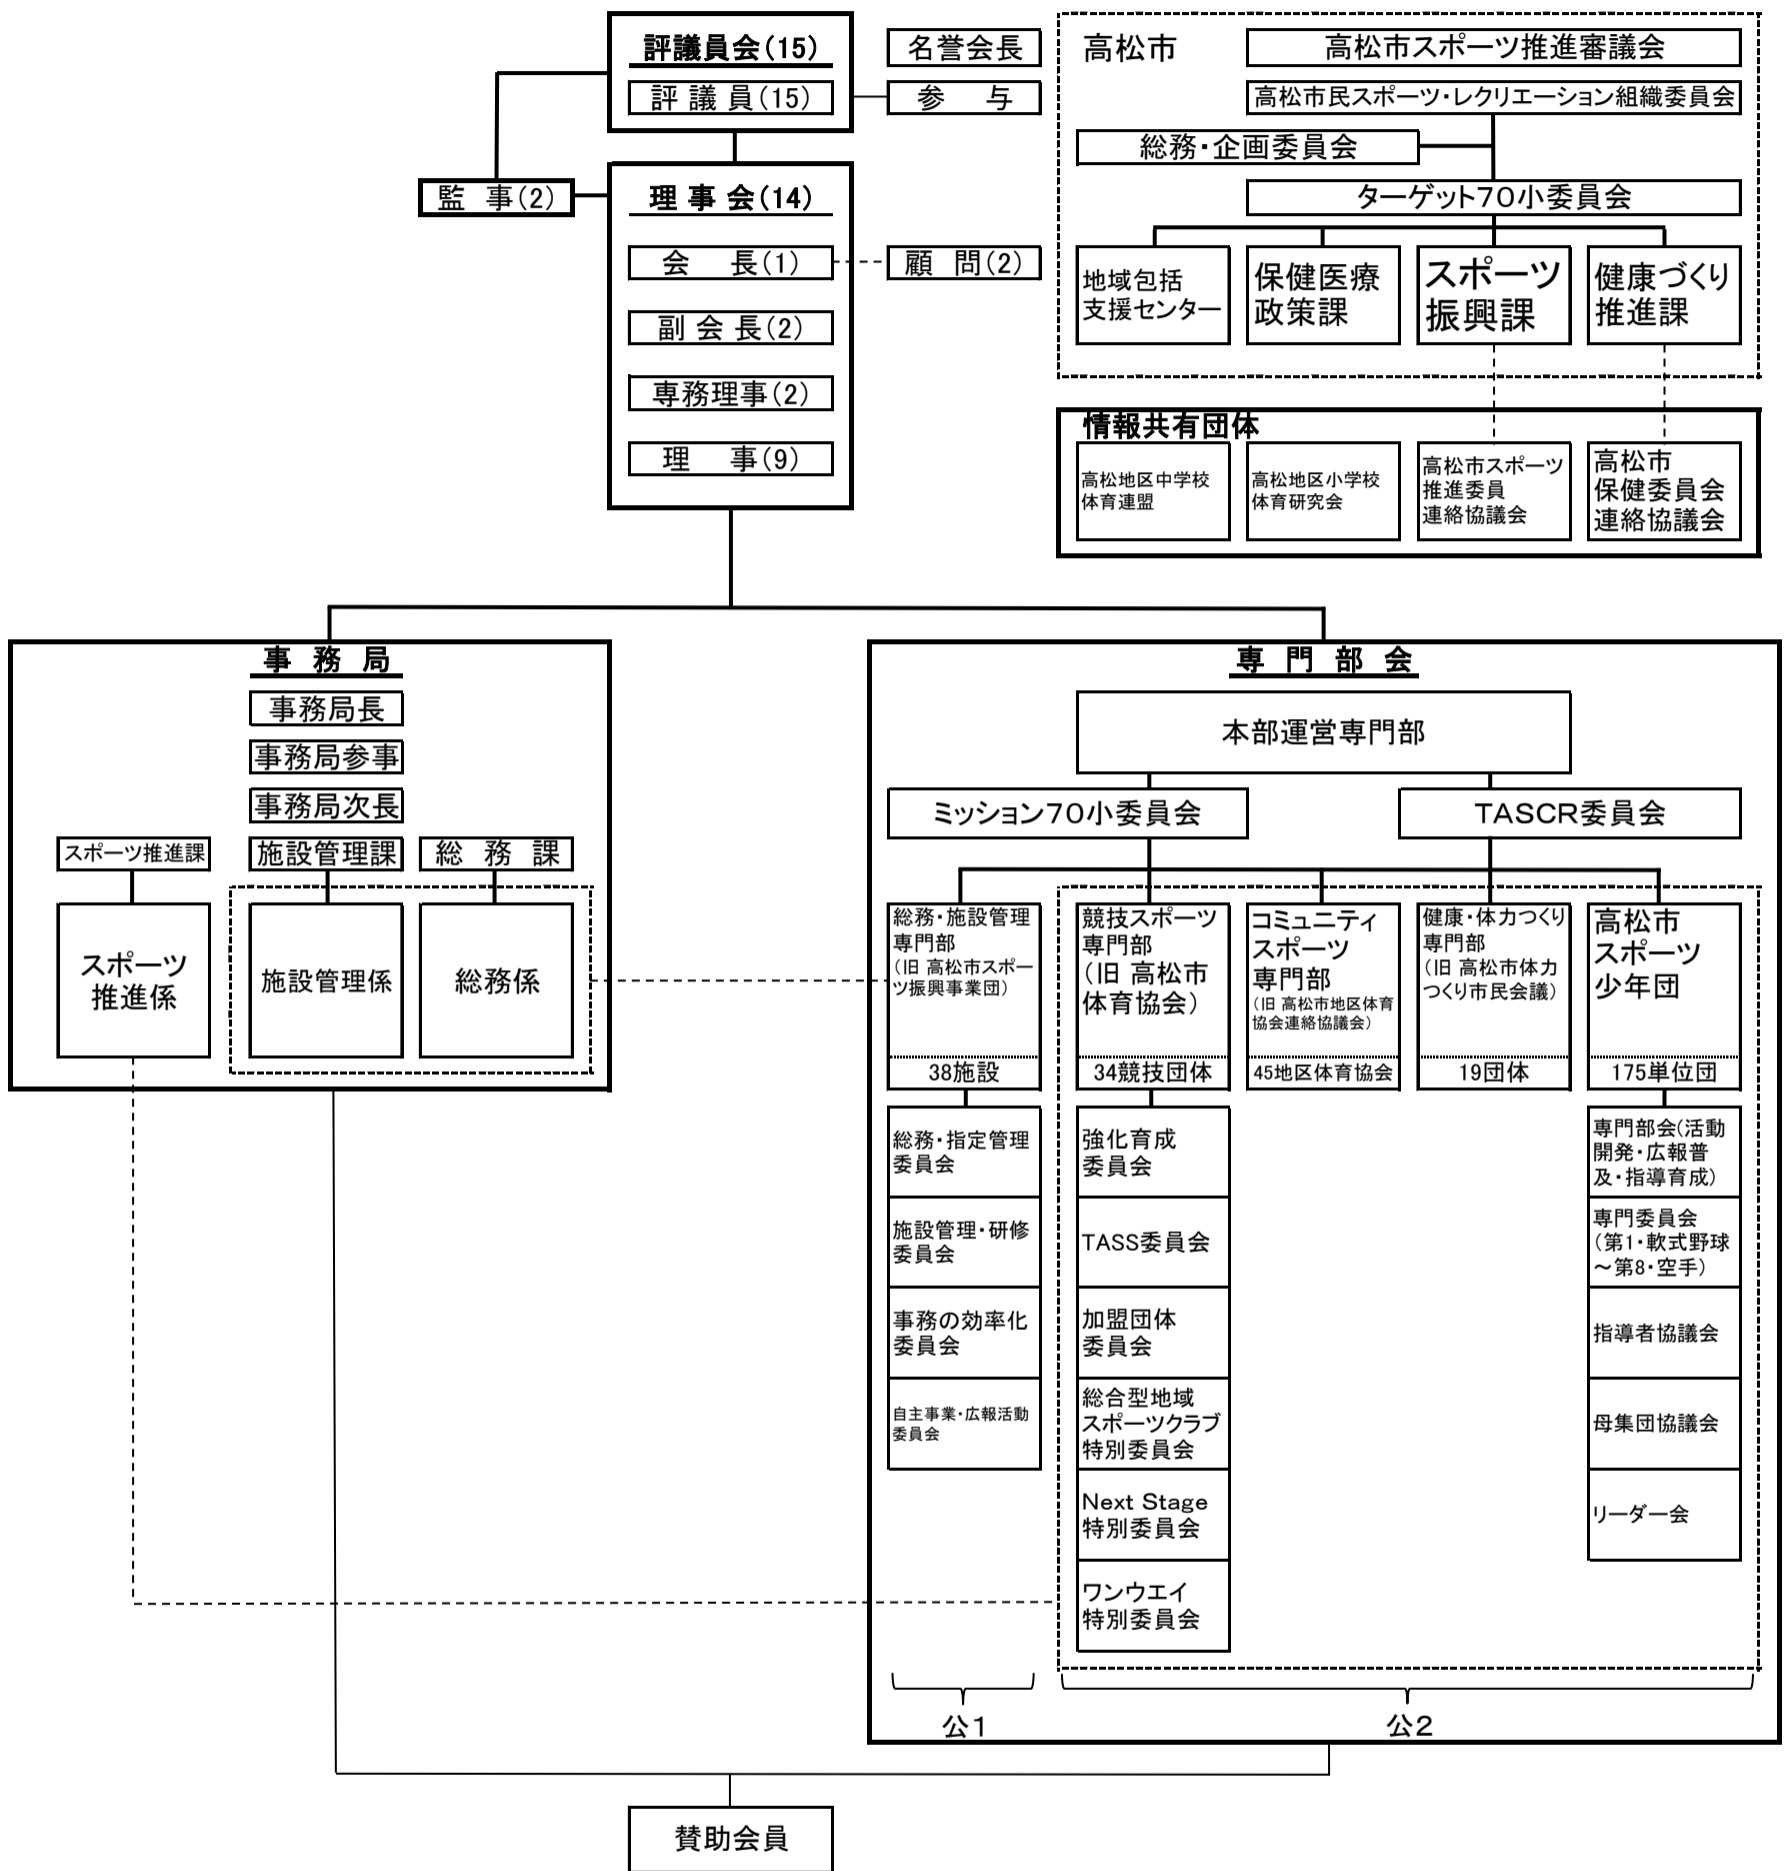 評議員会(15)
評 議 員(15)
名誉会長
参　与
監　事(2)
理 事 会(14)
会　長(1)
顧　問(2)
副 会 長(2)
専務理事(2)
理　事(9)
高松市
高松市スポーツ推進審議会
高松市民スポーツ・レクリエーション組織委員会
総務・企画委員会
ターゲット70小委員会
地域包括
支援センター
保健医療
政策課
スポーツ
振興課
健康づくり
推進課
情報共有団体
高松地区中学校
体育連盟
高松地区小学校
体育研究会
高松市スポーツ
推進委員
連絡協議会
高松市
保健委員会
連絡協議会
事 務 局
事務局長
事務局参事
事務局次長
スポーツ推進課
施設管理課
総 務 課
スポーツ
推進係
施設管理係
総務係
専 門 部 会
本部運営専門部
ミッション70小委員会
TASCR委員会
総務・施設管理
専門部
（旧 高松市スポー
ツ振興事業団）
38施設
競技スポーツ
専門部
（旧 高松市
体育協会）
34競技団体
コミュニティ
スポーツ
専門部
（旧 高松市地区体育
協会連絡協議会）
45地区体育協会
健康・体力つくり
専門部
（旧 高松市体力
つくり市民会議）
19団体
高松市
スポーツ
少年団
175単位団
総務・指定管理
委員会
施設管理・研修
委員会
事務の効率化
委員会
自主事業・広報活動
委員会
強化育成
委員会
TASS委員会
加盟団体
委員会
総合型地域
スポーツクラブ
特別委員会
Next Stage
特別委員会
ワンウエイ
特別委員会
専門部会(活動
開発・広報普
及・指導育成)
専門委員会
（第1・軟式野球
～第8・空手）
指導者協議会
母集団協議会
リーダー会
公1
公2
賛助会員